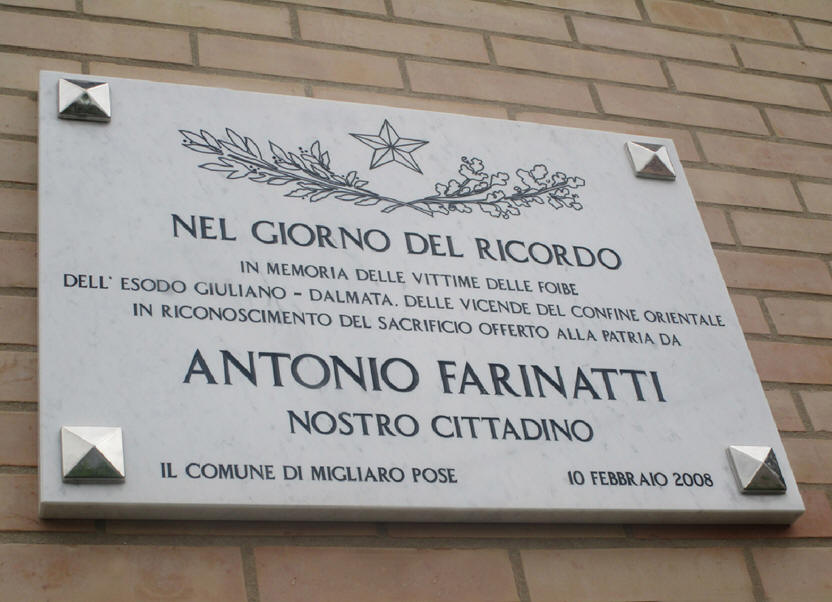 NEL GIORNO DEL RICORDO
IN MEMORIA DELLE VITTIME DELLE FOIBE
DELL' ESODO GIULIANO - DALMATA. DELLE VICENDE DEL CONFINE ORIENTALE
IN RICONOSCIMENTO DEL SACRIFICIO OFFERTO ALLA PATRIA DA
ANTONIO FARINATTI
NOSTRO CITTADINO
IL COMUNE DI MIGLIARO POSE 10 FEBBRAIO 2008